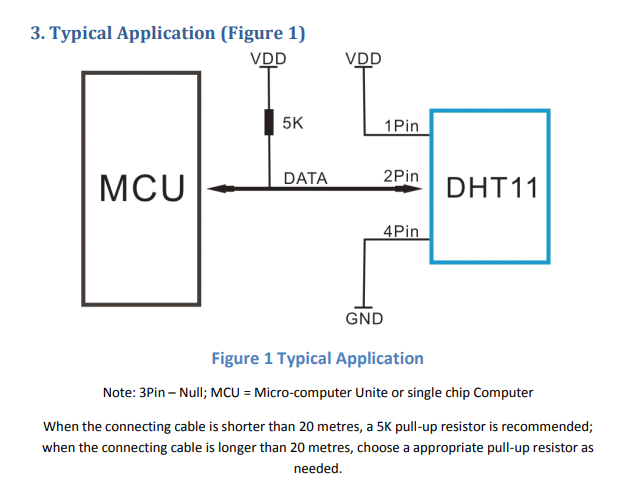 3. Typical Application (Figure 1)
VDD
VDD
5K
1Pin
MCU
DATA
2Pin
DHT11
4Pin
GND
Figure 1 Typical Application
Note: 3Pin – Null; MCU = Micro-computer Unite or single chip Computer
When the connecting cable is shorter than 20 metres, a 5K pull-up resistor is recommended;
when the connecting cable is longer than 20 metres, choose a appropriate pull-up resistor as
needed.